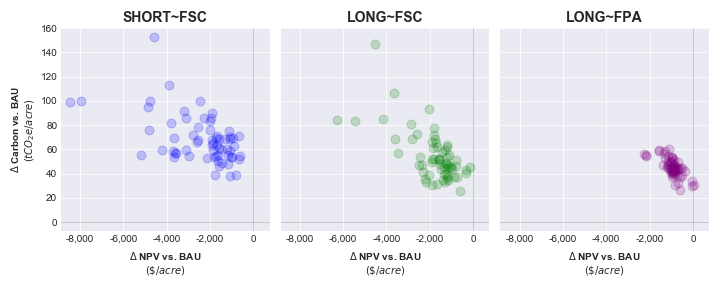 SHORT~FSC
LONG~FSC
LONG~FPA
160
140
120
100
80
60
40
20
0
Δ Carbon vs. BAU
(tCO₂e/acre)
-8,000 -6,000 -4,000 -2,000 0
-8,000 -6,000 -4,000 -2,000 0
-8,000 -6,000 -4,000 -2,000 0
Δ NPV vs. BAU
($/acre)
Δ NPV vs. BAU
($/acre)
Δ NPV vs. BAU
($/acre)